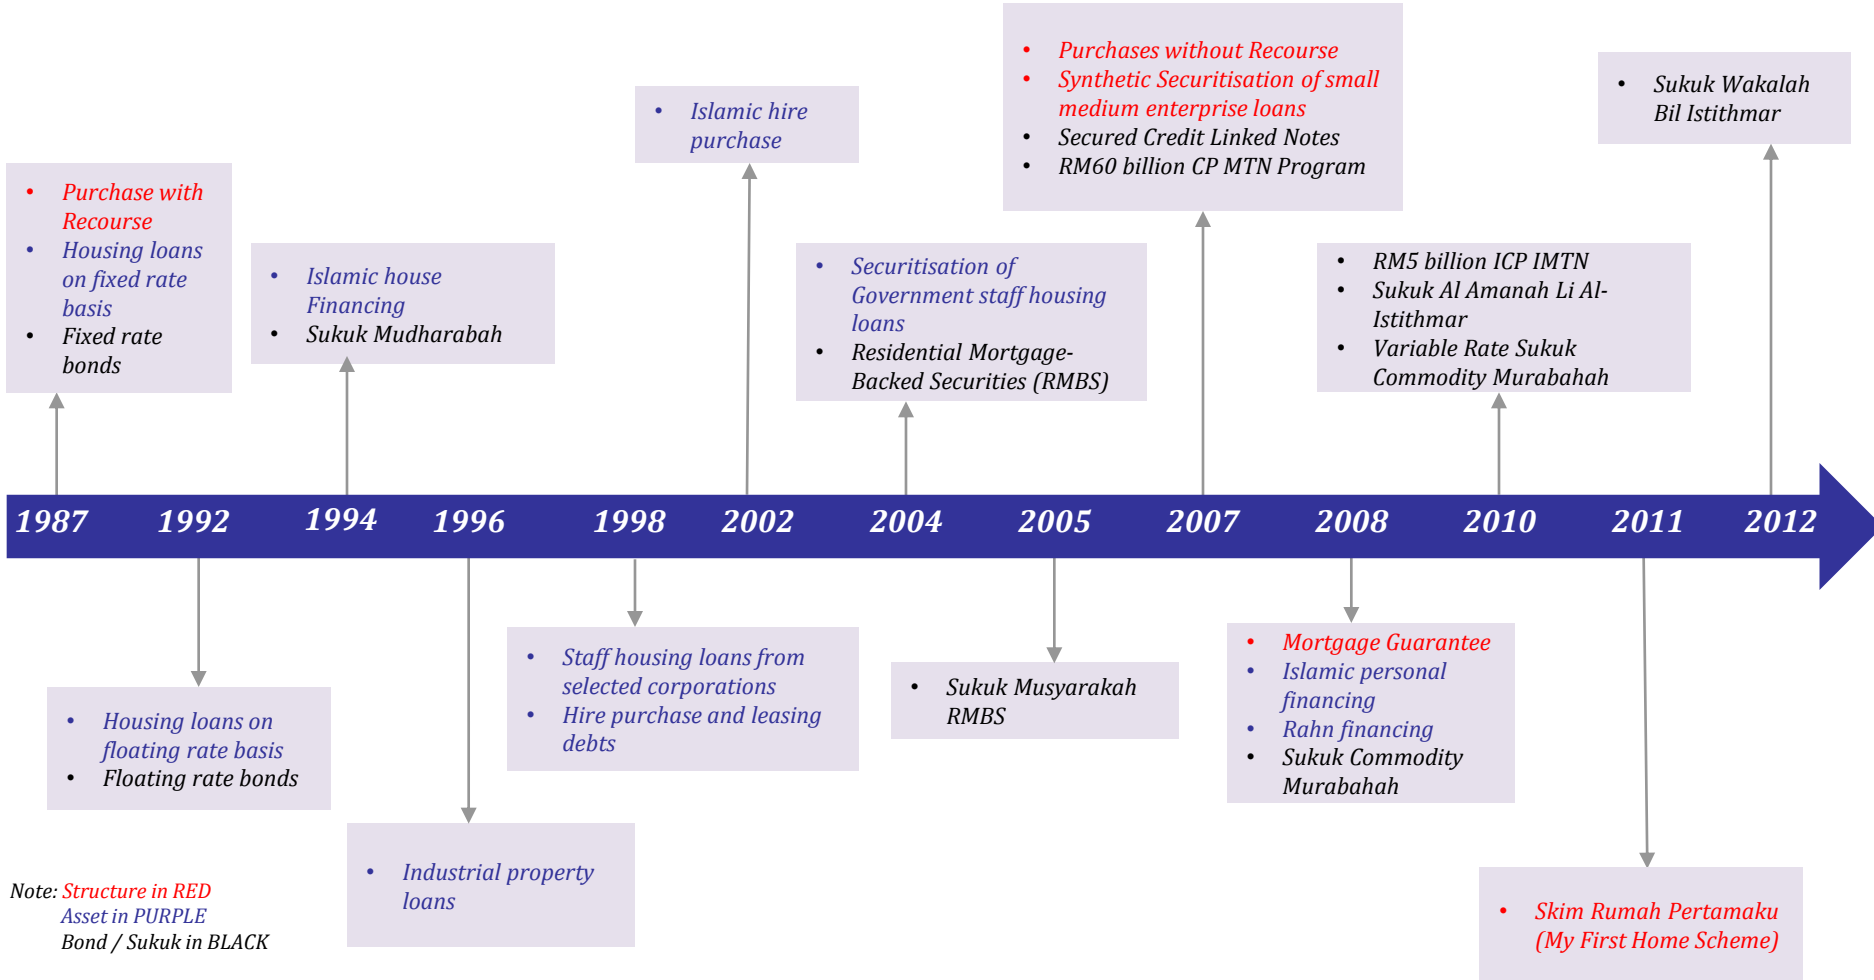 • Purchase with
Recourse
• Housing loans
on fixed rate
basis
• Fixed rate
bonds
• Islamic house
Financing
• Sukuk Mudharabah
• Islamic hire
purchase
• Securitisation of
Government staff housing
loans
• Residential Mortgage-
Backed Securities (RMBS)
• Purchases without Recourse
• Synthetic Securitisation of small
medium enterprise loans
• Secured Credit Linked Notes
• RM60 billion CP MTN Program
• RM5 billion ICP IMTN
• Sukuk Al Amanah Li Al-
Istithmar
• Variable Rate Sukuk
Commodity Murabahah
• Sukuk Wakalah
Bil Istithmar
1987 1992 1994 1996 1998 2002 2004 2005 2007 2008 2010 2011 2012
• Housing loans on
floating rate basis
• Floating rate bonds
• Industrial property
loans
• Staff housing loans from
selected corporations
• Hire purchase and leasing
debts
• Sukuk Musyarakah
RMBS
• Mortgage Guarantee
• Islamic personal
financing
• Rahn financing
• Sukuk Commodity
Murabahah
• Skim Rumah Pertamaku
(My First Home Scheme)
Note: Structure in RED
Asset in PURPLE
Bond / Sukuk in BLACK